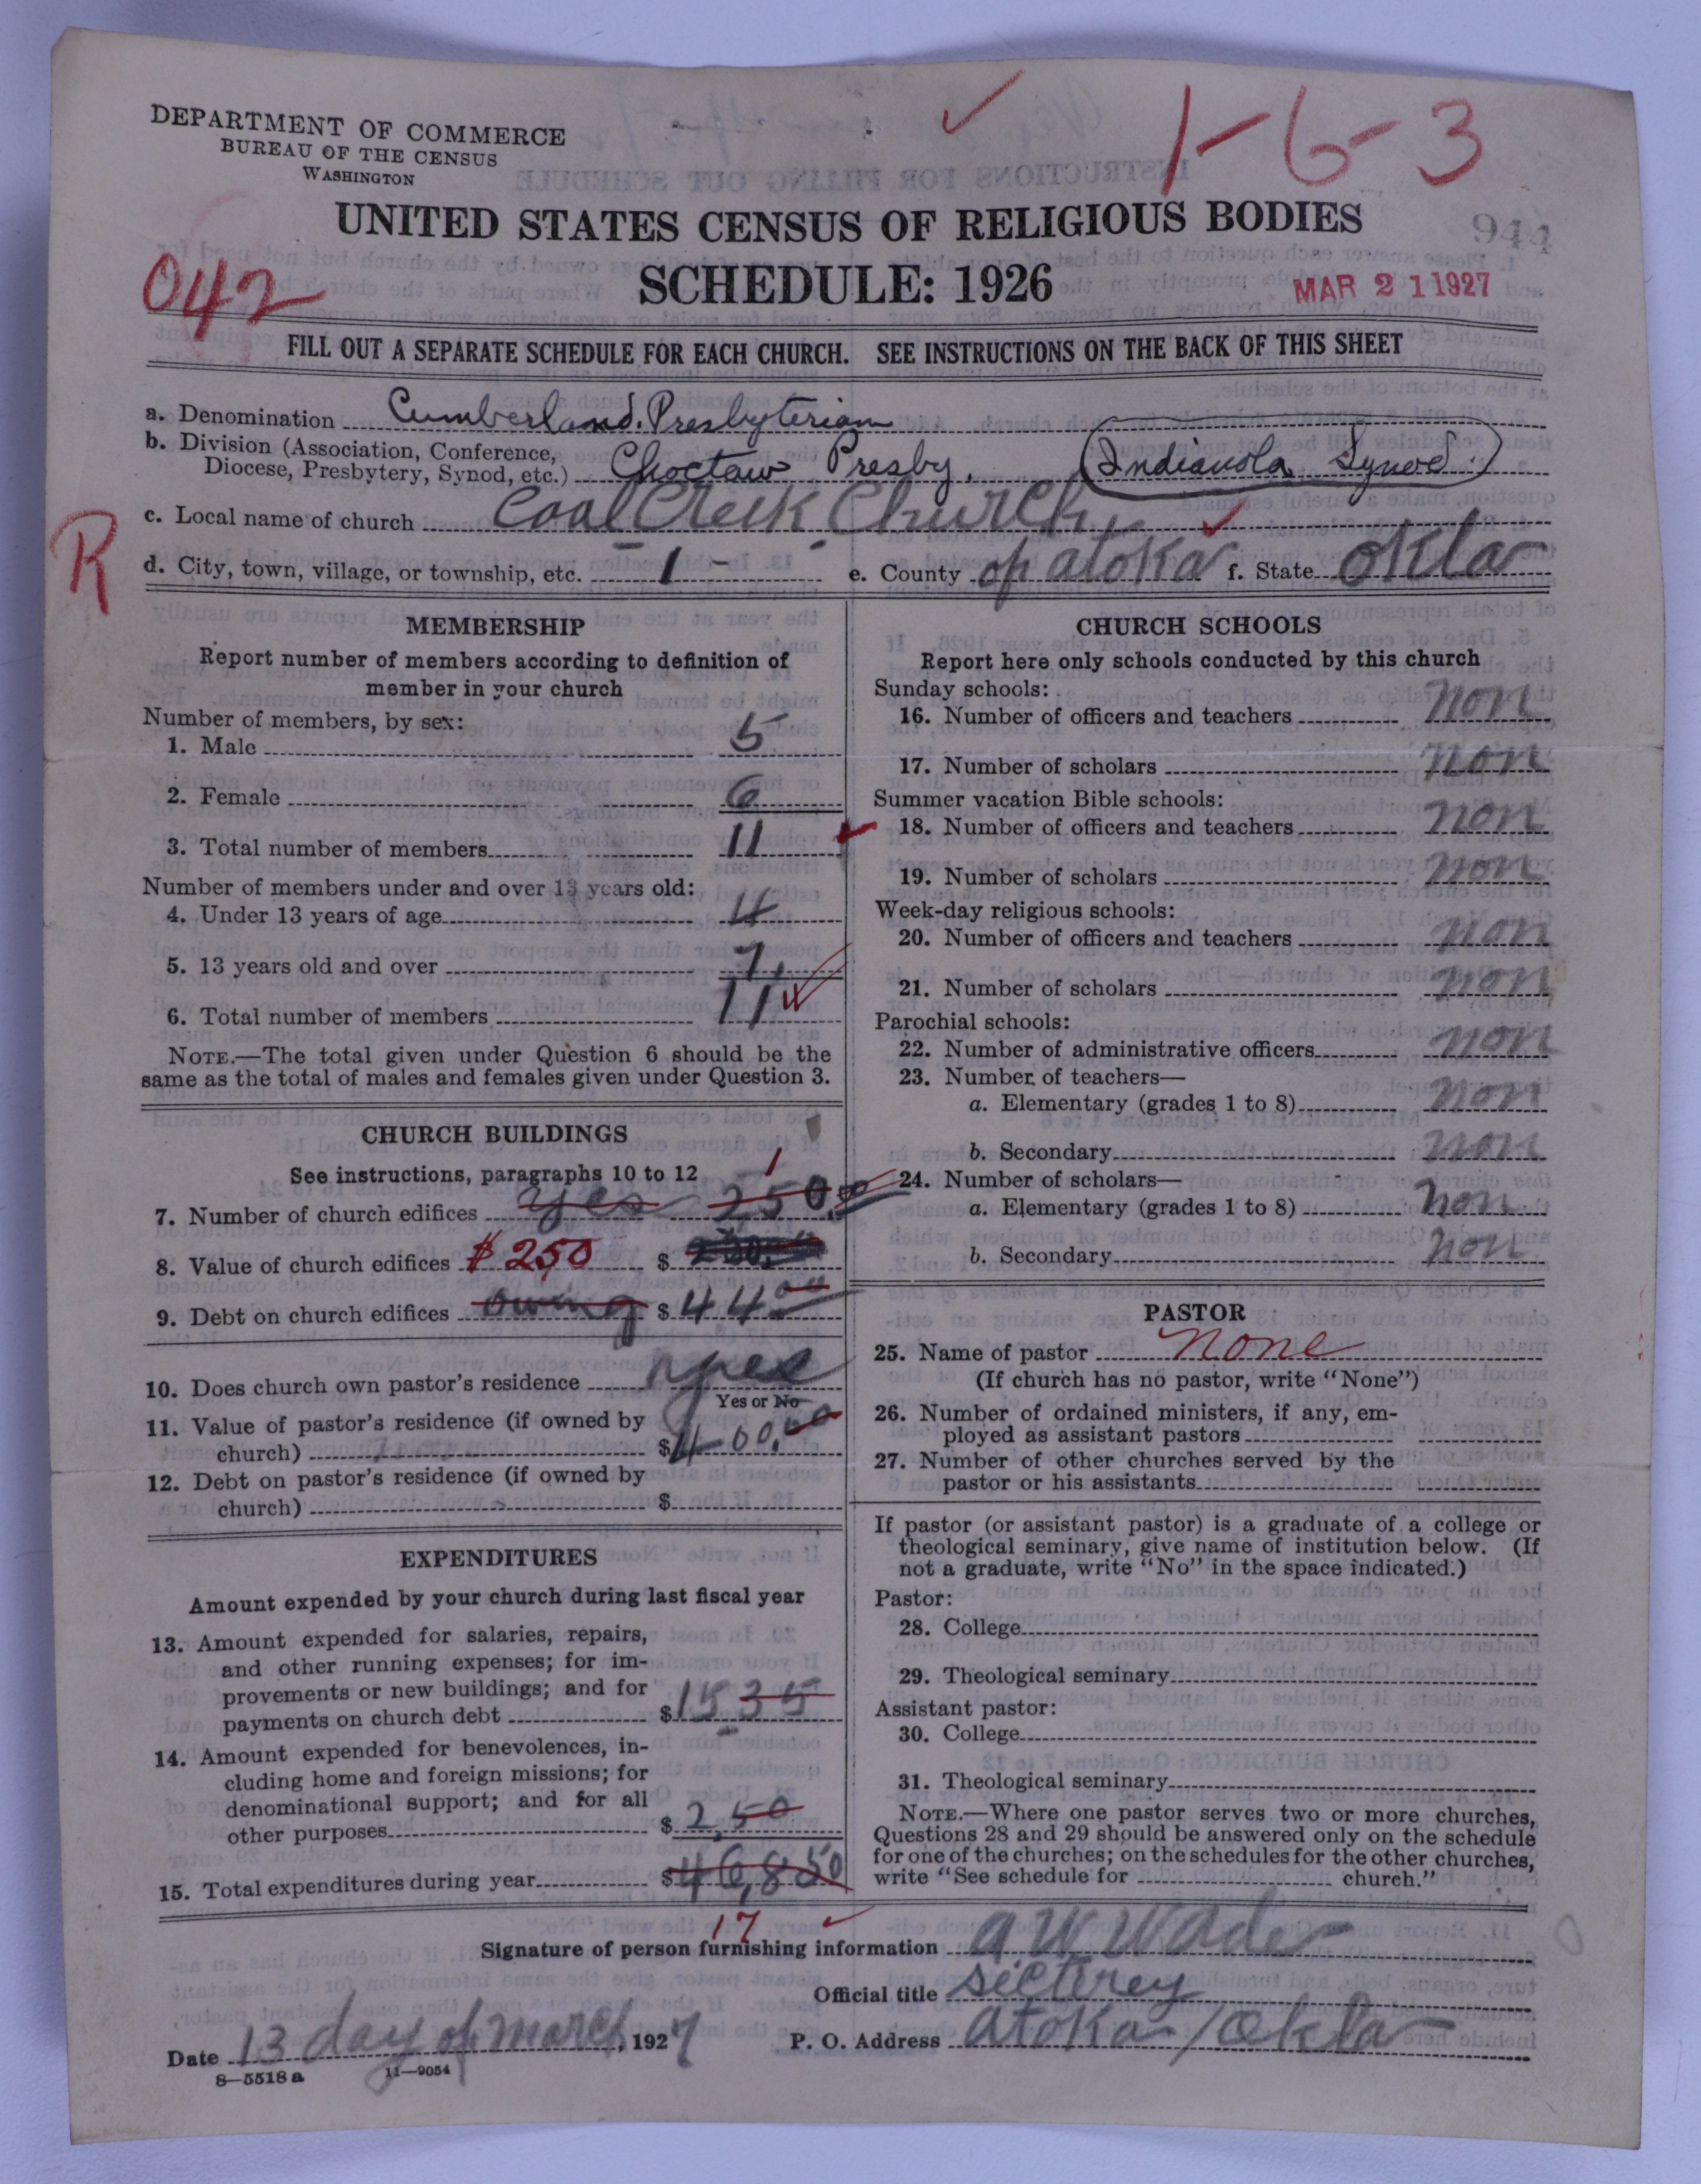 DEPARTMENT OF COMMERCE
BUREAU OF THE CENSUS
WASHINGTON
1-6-3
UNITED STATES CENSUS OF RELIGIOUS BODIES
944
042
SCHEDULE: 1926
MAR 21 1927
FILL OUT A SEPARATE SCHEDULE FOR EACH CHURCH. SEE INSTRUCTIONS ON THE BACK OF THIS SHEET
a. Denomination Cumberland. Presbyterian
b. Division (Association, Conference,
Diocese, Presbytery, Synod, etc.) Choctaw Presby. (Indianola Synod.)
c. Local name of church Coal Creek Church.
R
d. City, town, village, or township, etc. - 1 - e. County of atoka f. State okla
MEMBERSHIP
Report number of members according to definition of
member in your church
Number of members, by sex:
1. Male 5
2. Female 6
3. Total number of members 11
Number of members under and over 13 years old:
4. Under 13 years of age 4
5. 13 years old and over 7
6. Total number of members 11
NOTE.—The total given under Question 6 should be the
same as the total of males and females given under Question 3.
CHURCH BUILDINGS
See instructions, paragraphs 10 to 12
1
7. Number of church edifices yes 250.00
8. Value of church edifices $250 $
9. Debt on church edifices owing $44 00
10. Does church own pastor's residence
Yes or No
11. Value of pastor's residence (if owned by
church) $400.00
12. Debt on pastor's residence (if owned by
church) $
EXPENDITURES
Amount expended by your church during last fiscal year
13. Amount expended for salaries, repairs,
and other running expenses; for im-
provements or new buildings; and for
payments on church debt $15 35
14. Amount expended for benevolences, in-
cluding home and foreign missions; for
denominational support; and for all
other purposes $2,50
15. Total expenditures during year $46,850
17
CHURCH SCHOOLS
Report here only schools conducted by this church
Sunday schools:
16. Number of officers and teachers non
17. Number of scholars non
Summer vacation Bible schools:
18. Number of officers and teachers non
19. Number of scholars non
Week-day religious schools:
20. Number of officers and teachers non
21. Number of scholars non
Parochial schools:
22. Number of administrative officers non
23. Number of teachers—
a. Elementary (grades 1 to 8) non
b. Secondary non
24. Number of scholars—
a. Elementary (grades 1 to 8) non
b. Secondary non
PASTOR
25. Name of pastor None
(If church has no pastor, write "None")
26. Number of ordained ministers, if any, em-
ployed as assistant pastors
27. Number of other churches served by the
pastor or his assistants
If pastor (or assistant pastor) is a graduate of a college or
theological seminary, give name of institution below. (If
not a graduate, write "No" in the space indicated.)
Pastor:
28. College
29. Theological seminary
Assistant pastor:
30. College
31. Theological seminary
NOTE.—Where one pastor serves two or more churches,
Questions 28 and 29 should be answered only on the schedule
for one of the churches; on the schedules for the other churches,
write "See schedule for church."
Signature of person furnishing information a W Wade
Official title
Date 13 day of march, 1927 P. O. Address atoka / okla
8—5518 a 11—9054